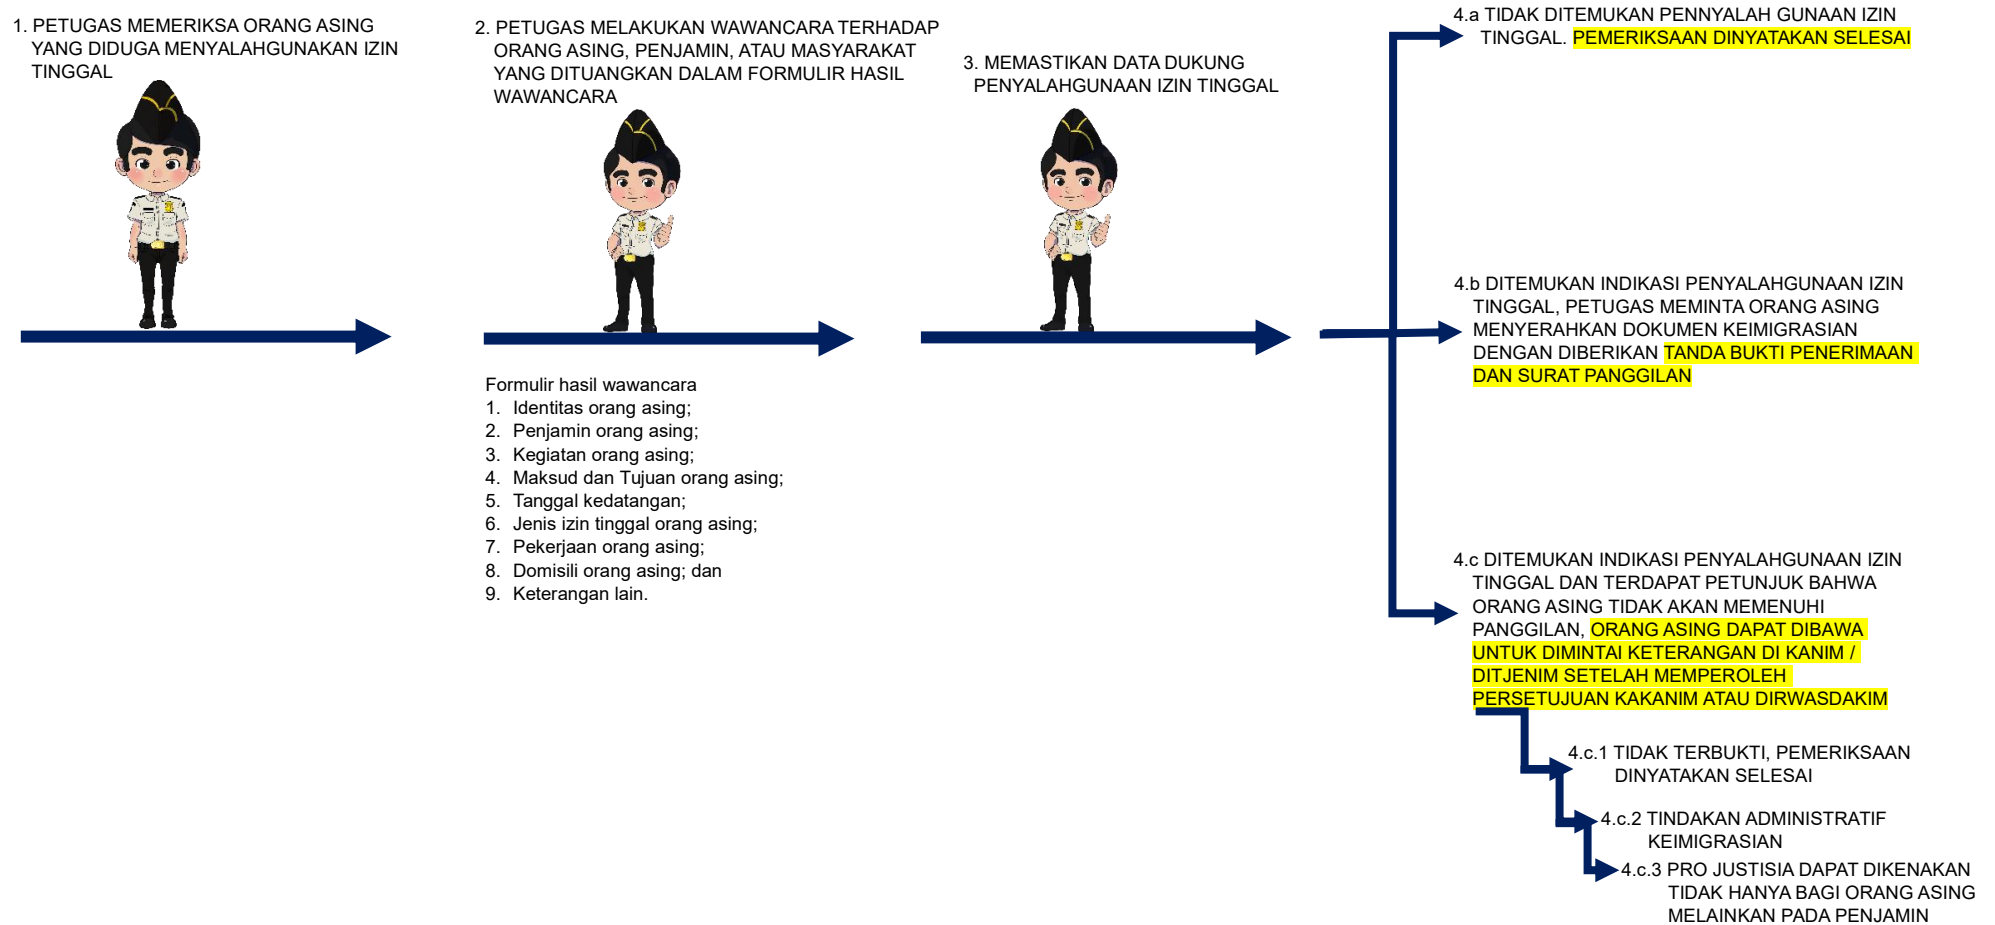 1. PETUGAS MEMERIKSA ORANG ASING
YANG DIDUGA MENYALAHGUNAKAN IZIN
TINGGAL
2. PETUGAS MELAKUKAN WAWANCARA TERHADAP
ORANG ASING, PENJAMIN, ATAU MASYARAKAT
YANG DITUANGKAN DALAM FORMULIR HASIL
WAWANCARA
Formulir hasil wawancara
1. Identitas orang asing;
2. Penjamin orang asing;
3. Kegiatan orang asing;
4. Maksud dan Tujuan orang asing;
5. Tanggal kedatangan;
6. Jenis izin tinggal orang asing;
7. Pekerjaan orang asing;
8. Domisili orang asing; dan
9. Keterangan lain.
3. MEMASTIKAN DATA DUKUNG
PENYALAHGUNAAN IZIN TINGGAL
4.a TIDAK DITEMUKAN PENNYALAH GUNAAN IZIN
TINGGAL. PEMERIKSAAN DINYATAKAN SELESAI
4.b DITEMUKAN INDIKASI PENYALAHGUNAAN IZIN
TINGGAL, PETUGAS MEMINTA ORANG ASING
MENYERAHKAN DOKUMEN KEIMIGRASIAN
DENGAN DIBERIKAN TANDA BUKTI PENERIMAAN
DAN SURAT PANGGILAN
4.c DITEMUKAN INDIKASI PENYALAHGUNAAN IZIN
TINGGAL DAN TERDAPAT PETUNJUK BAHWA
ORANG ASING TIDAK AKAN MEMENUHI
PANGGILAN, ORANG ASING DAPAT DIBAWA
UNTUK DIMINTAI KETERANGAN DI KANIM /
DITJENIM SETELAH MEMPEROLEH
PERSETUJUAN KAKANIM ATAU DIRWASDAKIM
4.c.1 TIDAK TERBUKTI, PEMERIKSAAN
DINYATAKAN SELESAI
4.c.2 TINDAKAN ADMINISTRATIF
KEIMIGRASIAN
4.c.3 PRO JUSTISIA DAPAT DIKENAKAN
TIDAK HANYA BAGI ORANG ASING
MELAINKAN PADA PENJAMIN